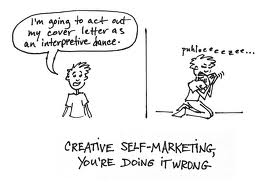 I'm going to act out
my cover letter as
an interpretive dance.
puhleeeeezeee...
CREATIVE SELF-MARKETING,
YOU'RE DOING IT WRONG